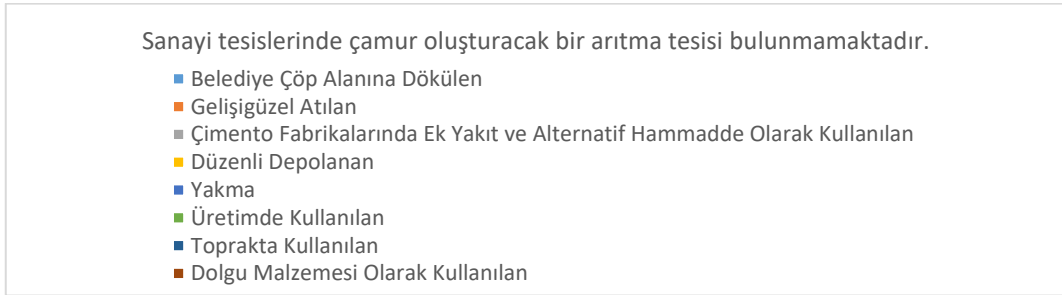 Sanayi tesislerinde çamur oluşturacak bir arıtma tesisi bulunmamaktadır.
Belediye Çöp Alanına Dökülen
Gelişigüzel Atılan
Çimento Fabrikalarında Ek Yakıt ve Alternatif Hammadde Olarak Kullanılan
Düzenli Depolanan
Yakma
Üretimde Kullanılan
Toprakta Kullanılan
Dolgu Malzemesi Olarak Kullanılan